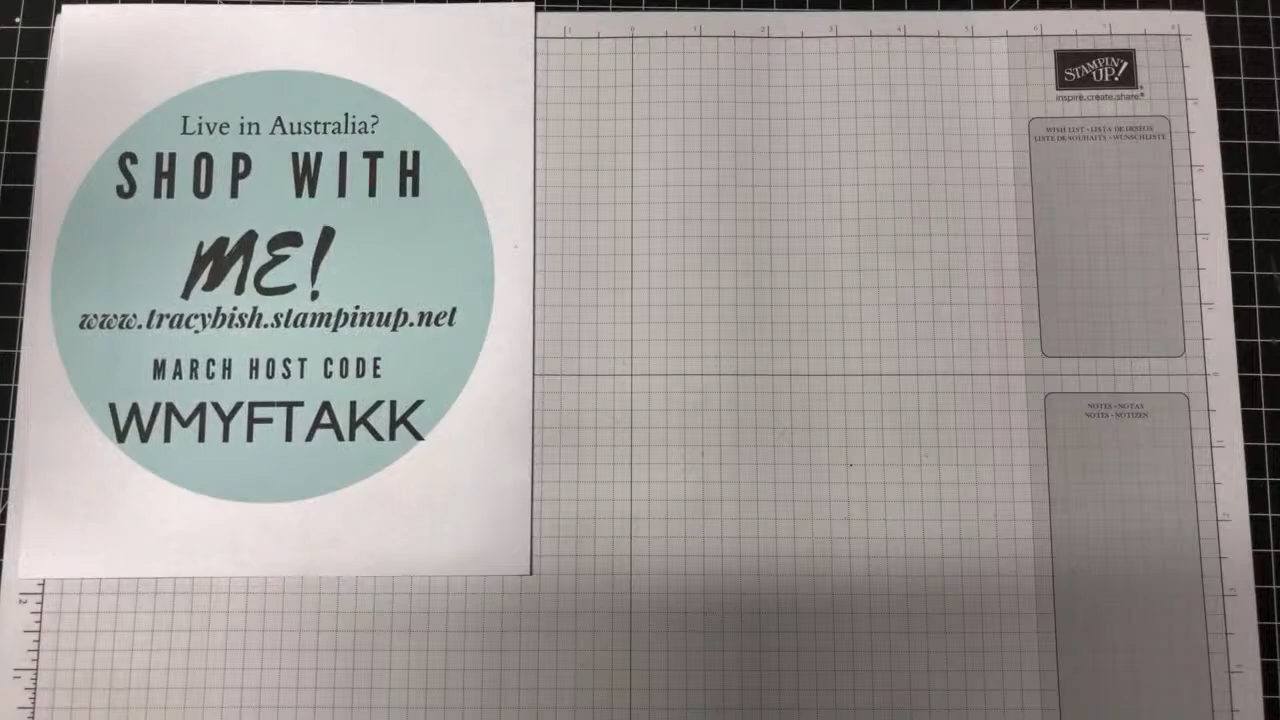 Live in Australia?
SHOP WITH
ME!
www.tracybish.stampinup.net
MARCH HOST CODE
WMYFTAKK
STAMPIN' UP!
inspire.create.share®
WISH LIST • LISTA DE DESEOS
LISTE DE SOUHAITS • WUNSCHLISTE
NOTES • NOTAS
NOTES • NOTIZEN